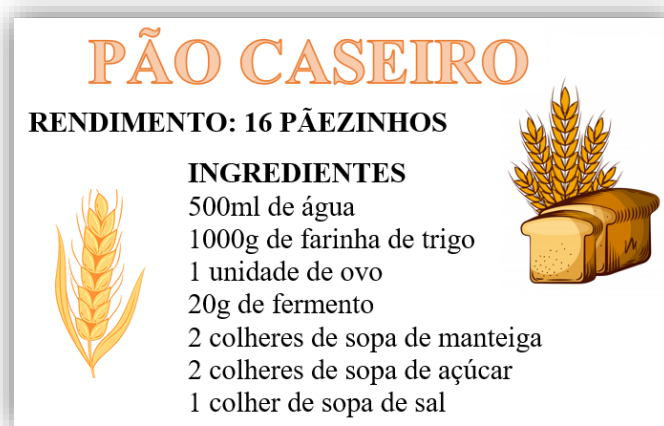 PÃO CASEIRO
RENDIMENTO: 16 PÃEZINHOS
INGREDIENTES
500ml de água
1000g de farinha de trigo
1 unidade de ovo
20g de fermento
2 colheres de sopa de manteiga
2 colheres de sopa de açúcar
1 colher de sopa de sal